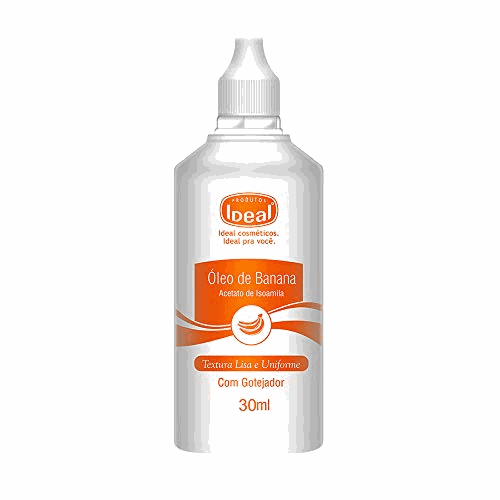 PRODUTOS
Ideal
Ideal cosméticos.
Ideal pra você.
Óleo de Banana
Acetato de Isoamila
Textura Lisa e Uniforme
Com Gotejador
30ml